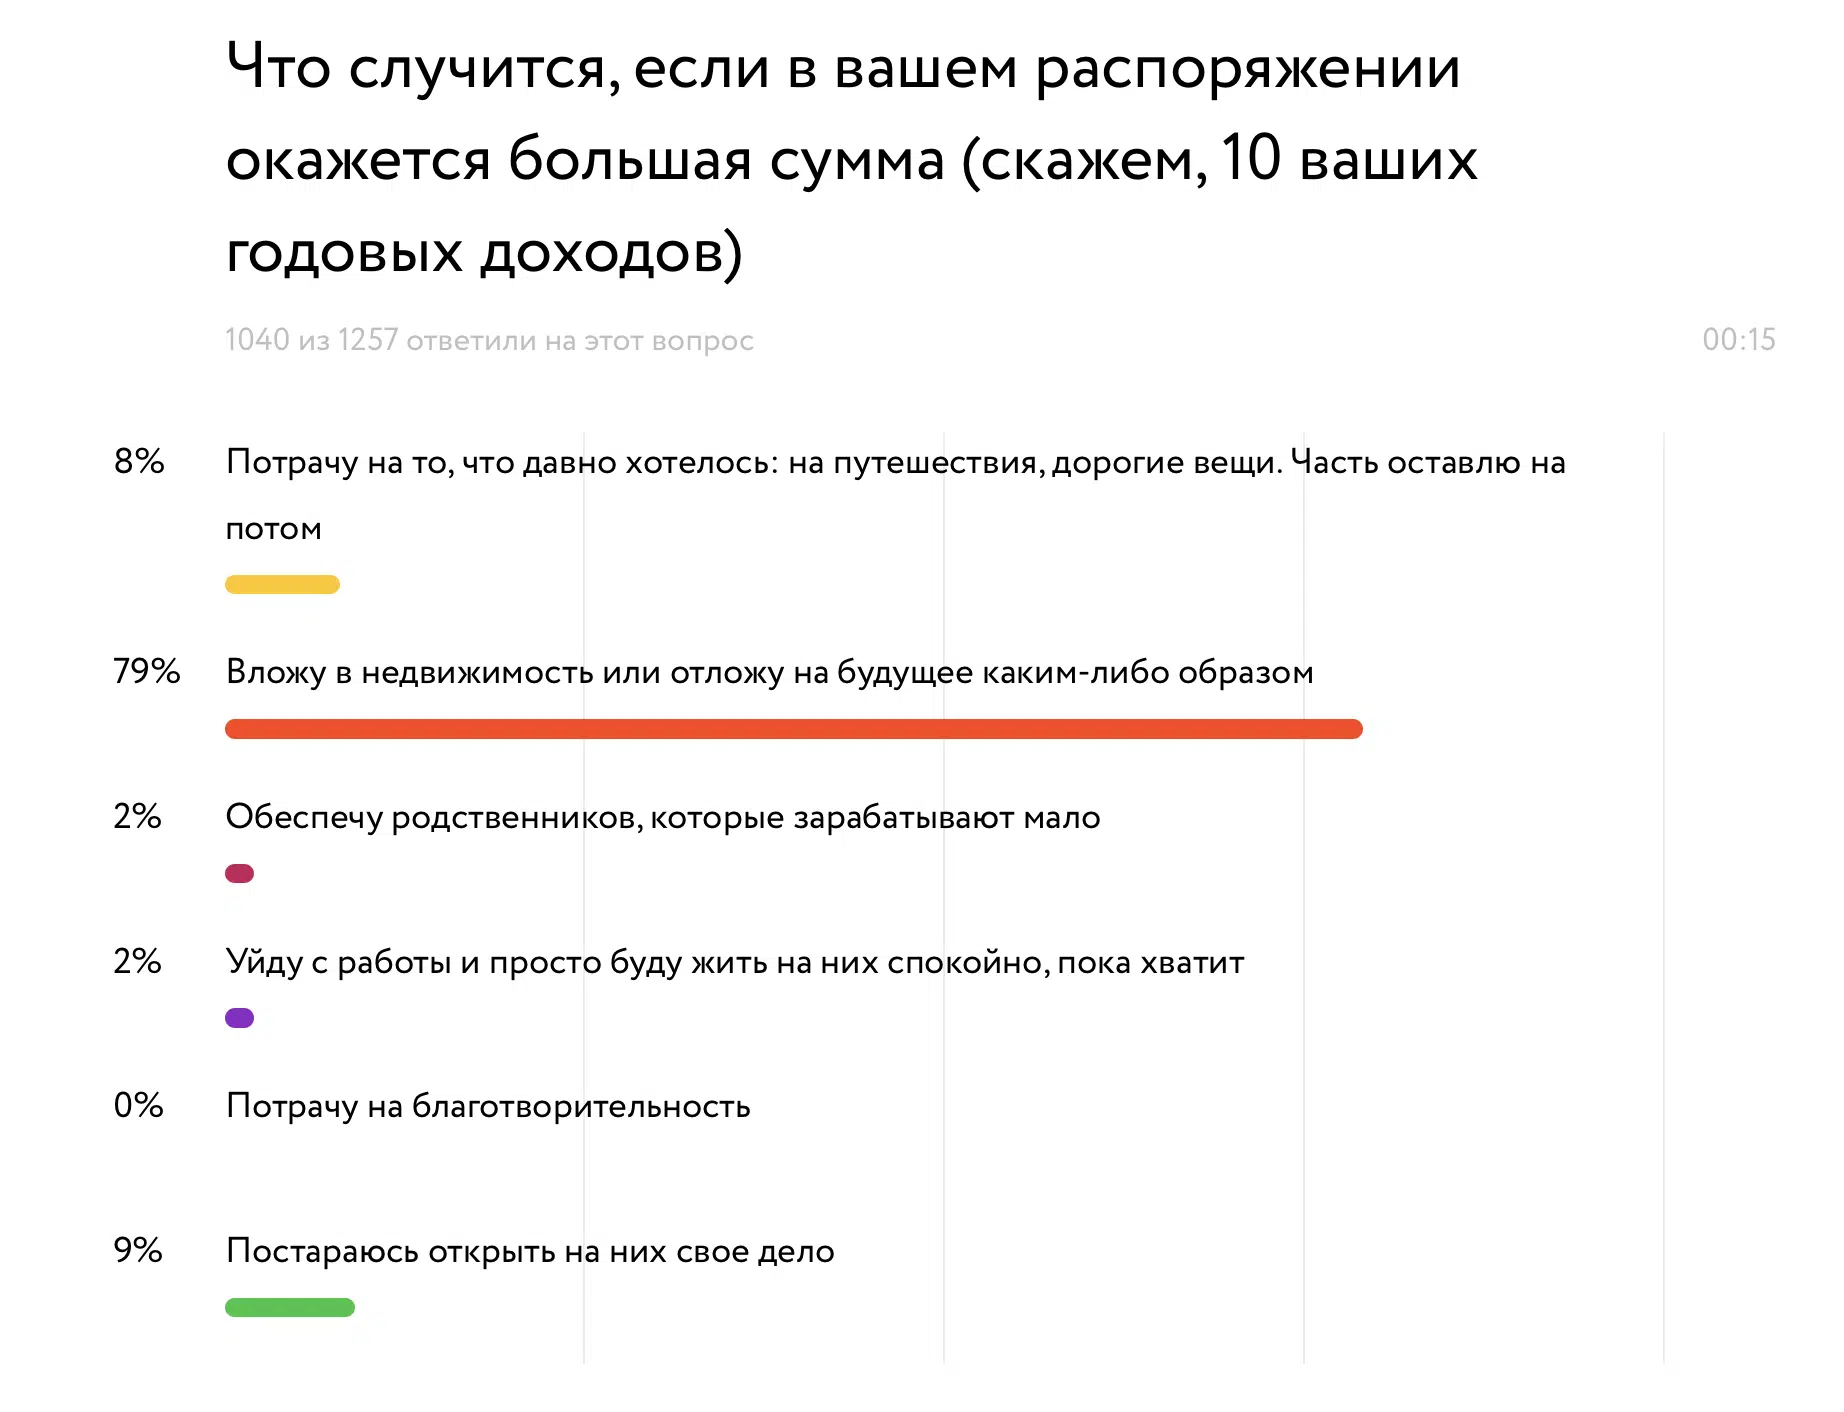 Что случится, если в вашем распоряжении
окажется большая сумма (скажем, 10 ваших
годовых доходов)
1040 из 1257 ответили на этот вопрос
00:15
8%
Потрачу на то, что давно хотелось: на путешествия, дорогие вещи. Часть оставлю на
потом
79%
Вложу в недвижимость или отложу на будущее каким-либо образом
2%
Обеспечу родственников, которые зарабатывают мало
2%
Уйду с работы и просто буду жить на них спокойно, пока хватит
0%
Потрачу на благотворительность
9%
Постараюсь открыть на них свое дело